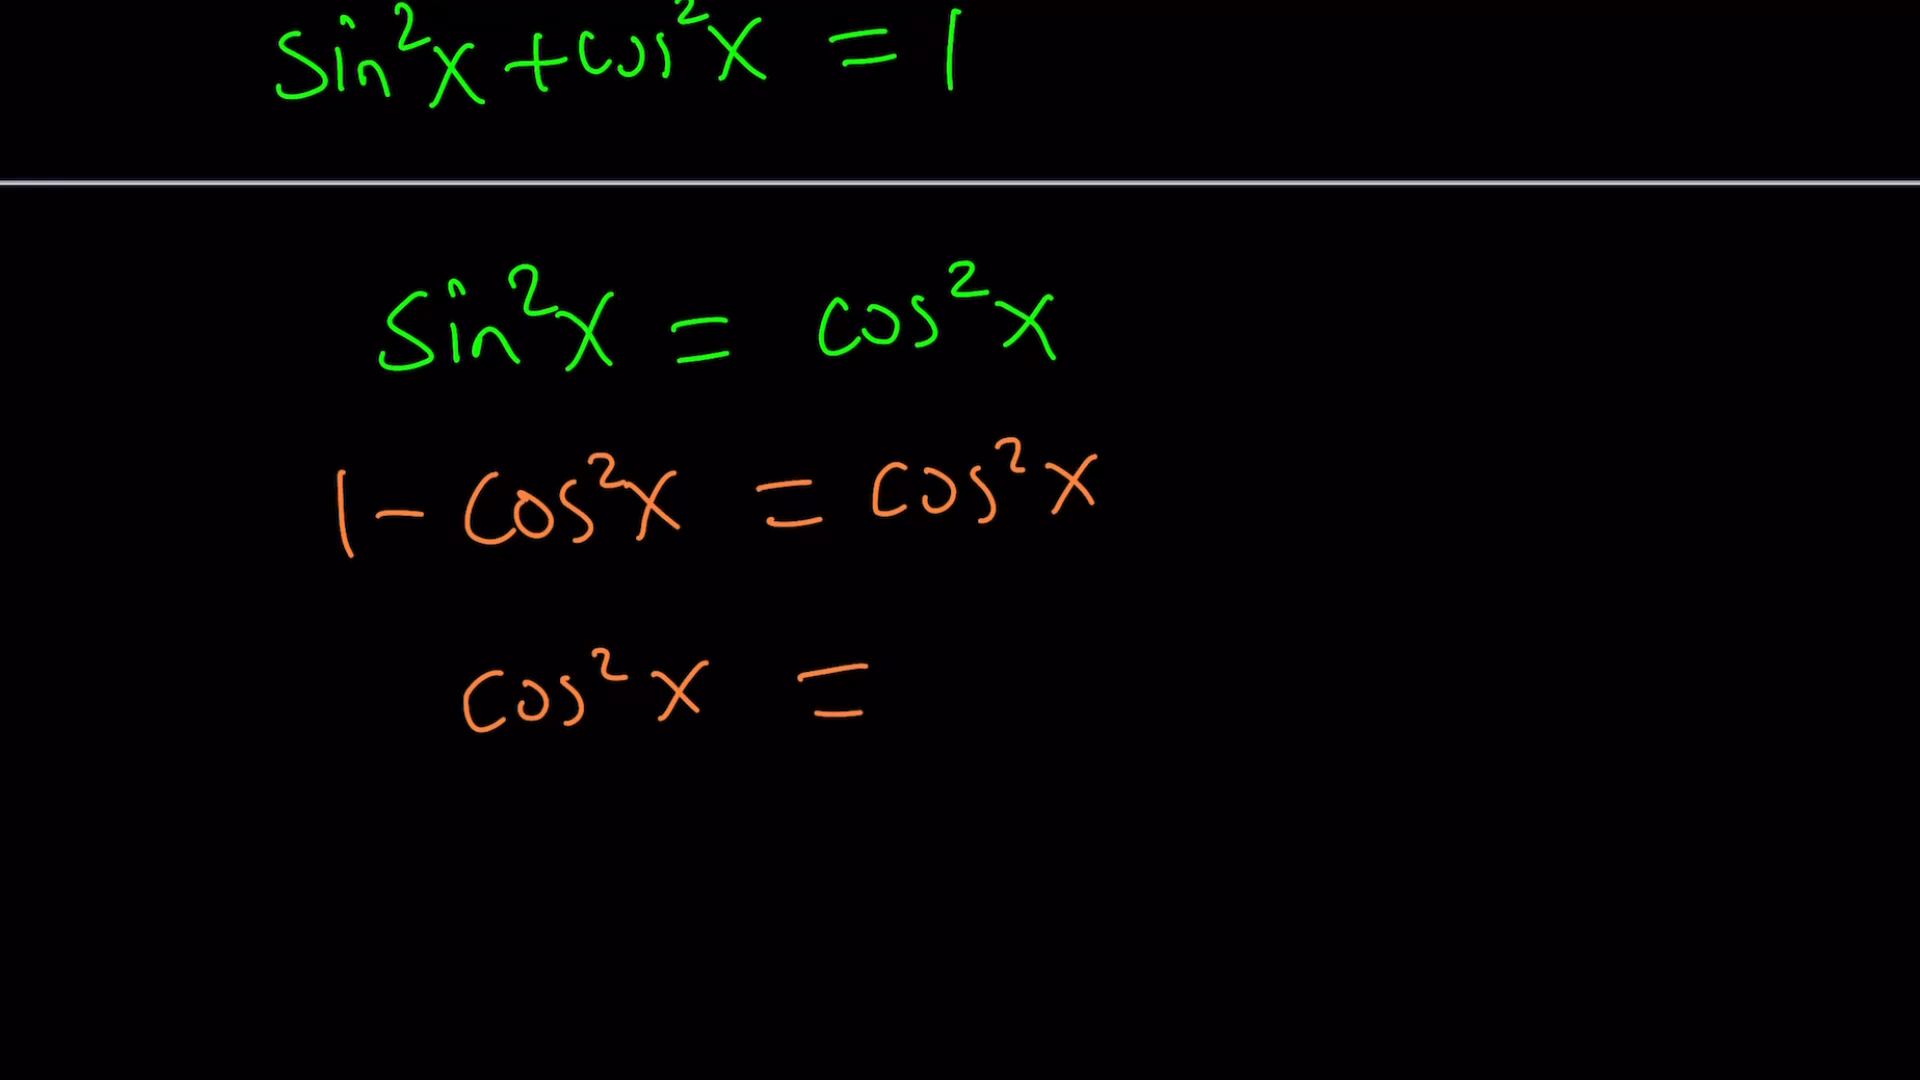 sin²x + cos²x = 1
sin²x = cos²x
1 - cos²x = cos²x
cos²x =